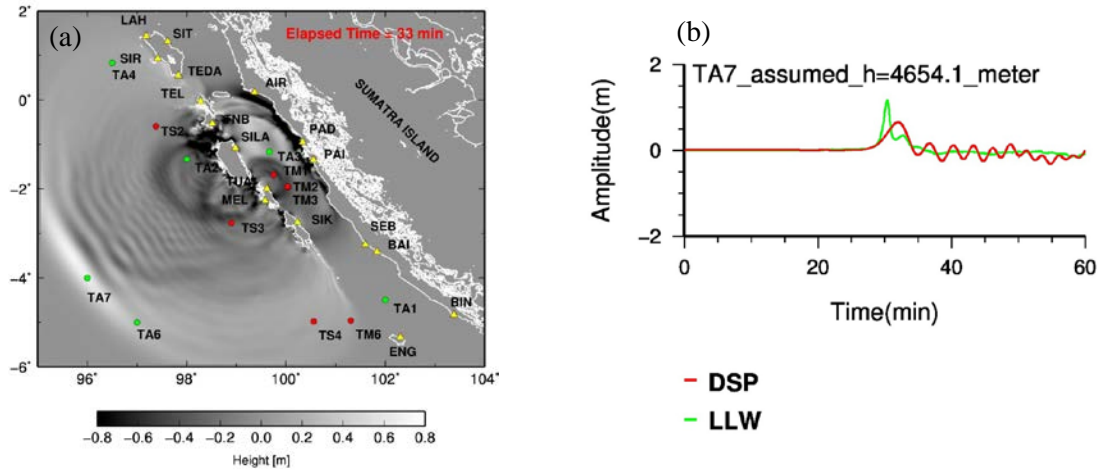 (a)
LAH
SIT
Elapsed Time = 33 min
SIR
TA4
TEDA
TEL
AIR
SUMATRA ISLAND
TS2
SILA
PAD
TA3
PAI
TA2
TM1
TUA
TM2
MEL
TM3
TS3
SIK
SEB
BAI
TA7
TA1
TA6
TS4
TM6
BIN
ENG
2°
0°
−2°
−4°
−6°
96°
98°
100°
102°
104°
−0.8 −0.6 −0.4 −0.2 0.0 0.2 0.4 0.6 0.8
Height [m]
(b)
TA7_assumed_h=4654.1_meter
Amplitude(m)
2
0
−2
0 20 40 60
Time(min)
DSP
LLW